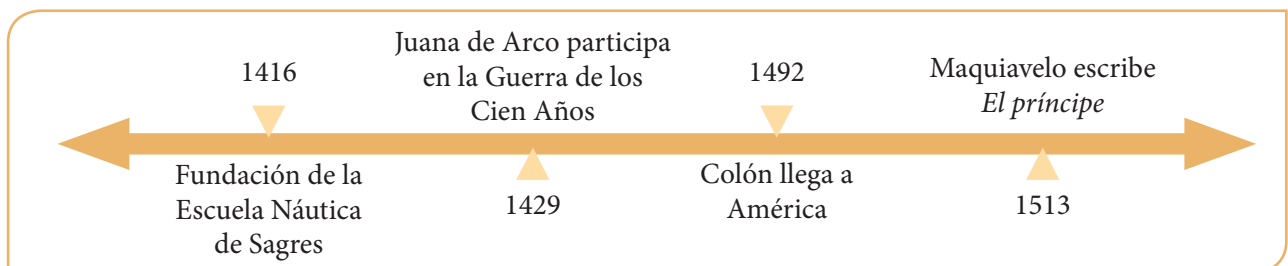 1416
Fundación de la
Escuela Náutica
de Sagres
Juana de Arco participa
en la Guerra de los
Cien Años
1429
1492
Colón llega a
América
Maquiavelo escribe
El príncipe
1513